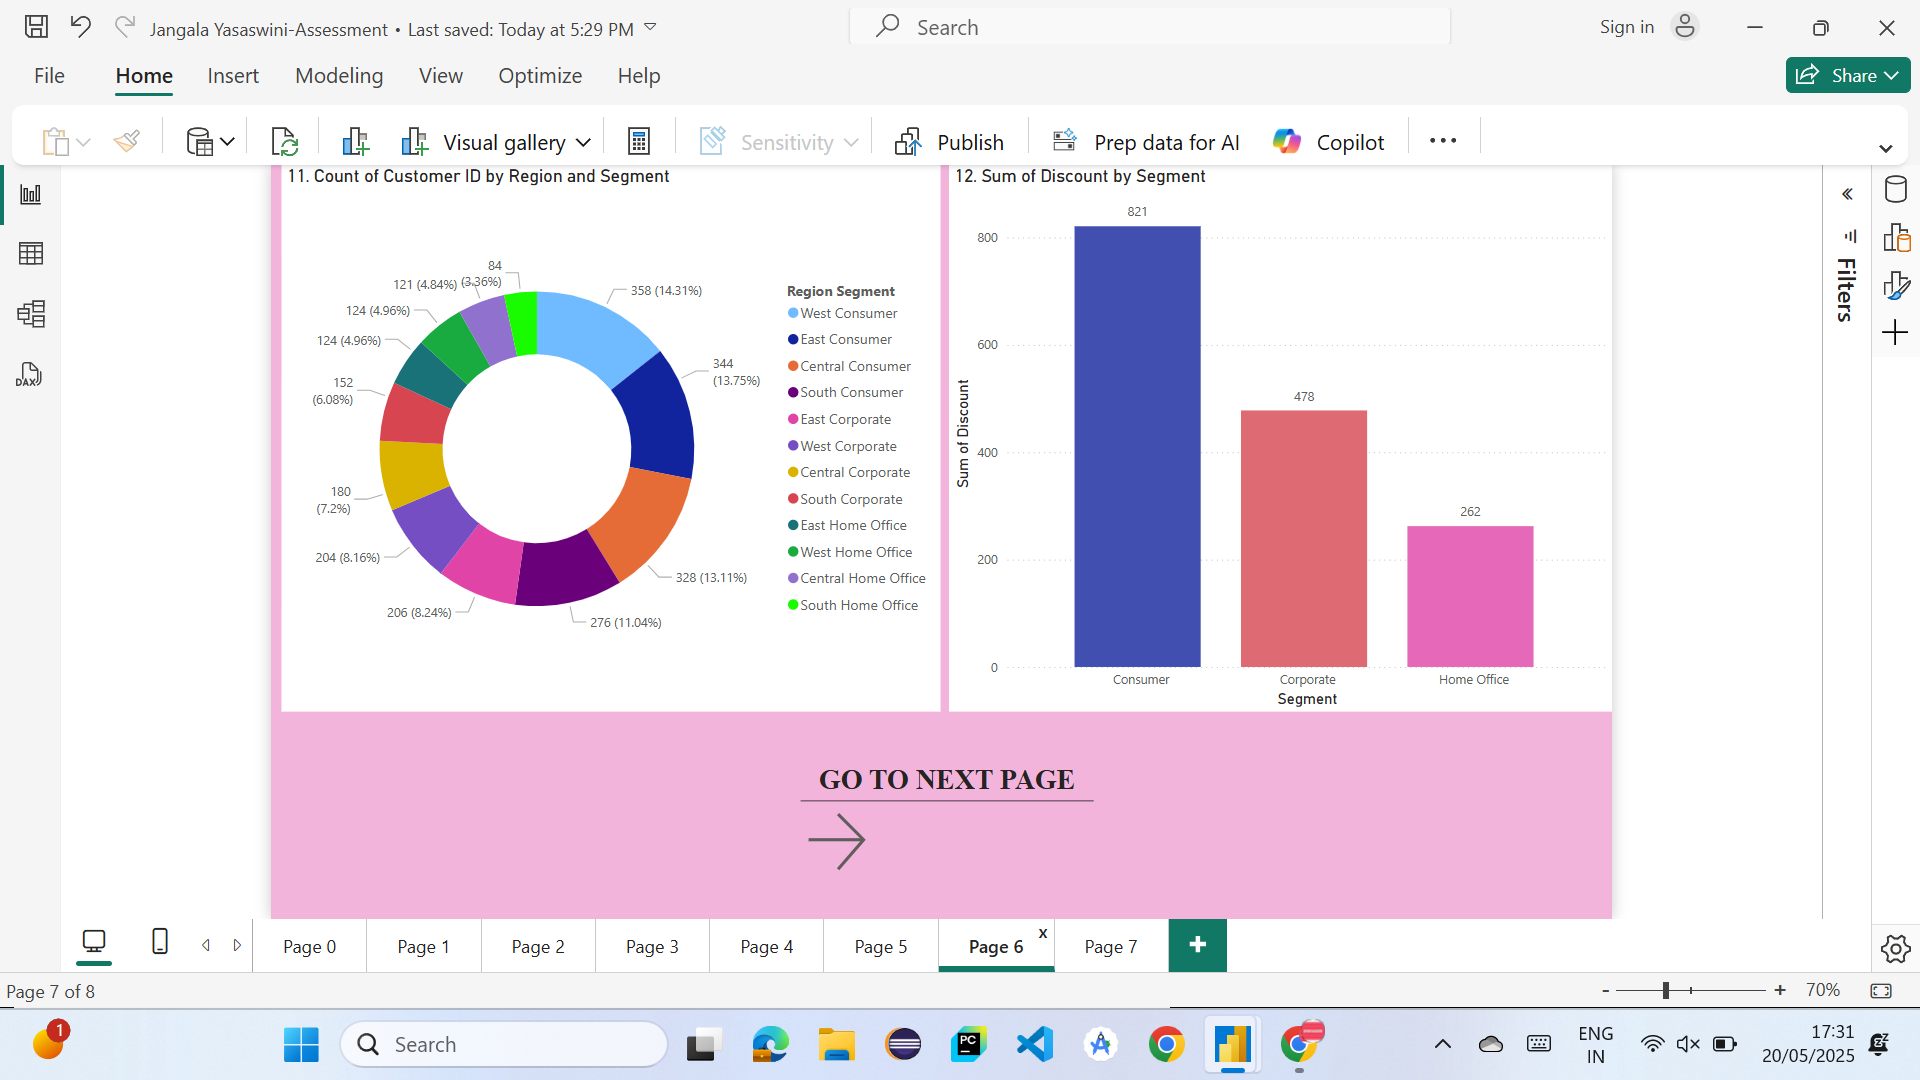 Jangala Yasaswini-Assessment • Last saved: Today at 5:29 PM
Search
Sign in
File
Home
Insert
Modeling
View
Optimize
Help
Share
Visual gallery
Sensitivity
Publish
Prep data for AI
Copilot
DAX
Filters
11. Count of Customer ID by Region and Segment
84
(3.36%)
121 (4.84%)
124 (4.96%)
124 (4.96%)
152
(6.08%)
180
(7.2%)
204 (8.16%)
206 (8.24%)
276 (11.04%)
328 (13.11%)
344
(13.75%)
358 (14.31%)
Region Segment
West Consumer
East Consumer
Central Consumer
South Consumer
East Corporate
West Corporate
Central Corporate
South Corporate
East Home Office
West Home Office
Central Home Office
South Home Office
12. Sum of Discount by Segment
Sum of Discount
800
600
400
200
0
821
478
262
Consumer
Corporate
Home Office
Segment
GO TO NEXT PAGE
Page 0
Page 1
Page 2
Page 3
Page 4
Page 5
Page 6
x
Page 7
+
Page 7 of 8
-
+
70%
1
Search
PC
ENG
IN
17:31
20/05/2025